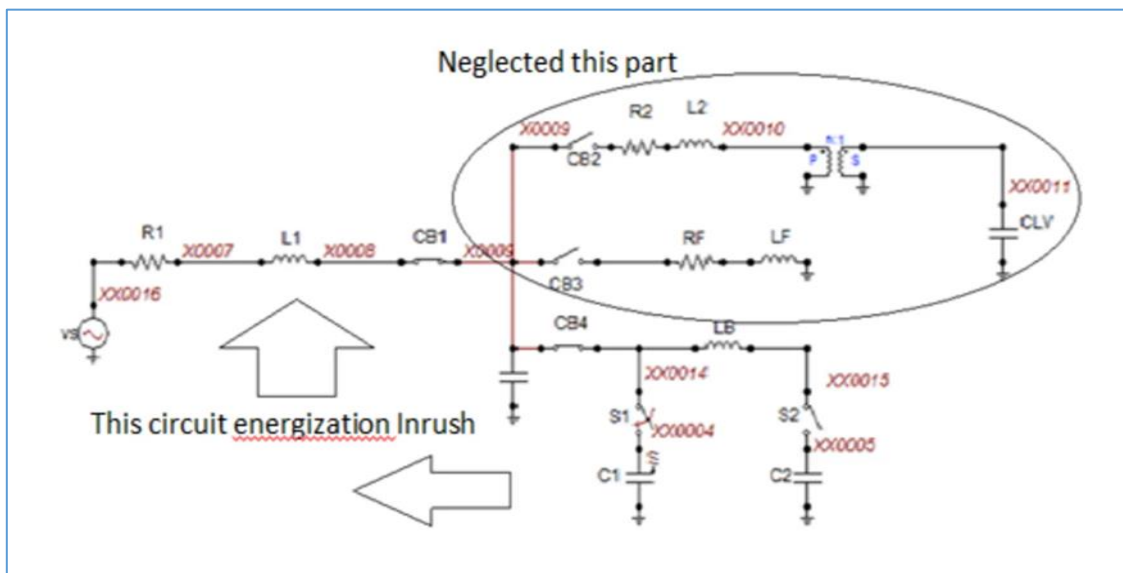 Neglected this part
R2
L2
X0009
XX0010
CB2
P
S
XX0011
CLV
R1
X0007
L1
X0008
CB1
X0009
RF
LF
XX0016
CB3
VS
CB4
LB
XX0014
XX0015
This circuit energization Inrush
S1
XX0004
S2
XX0005
C1
C2